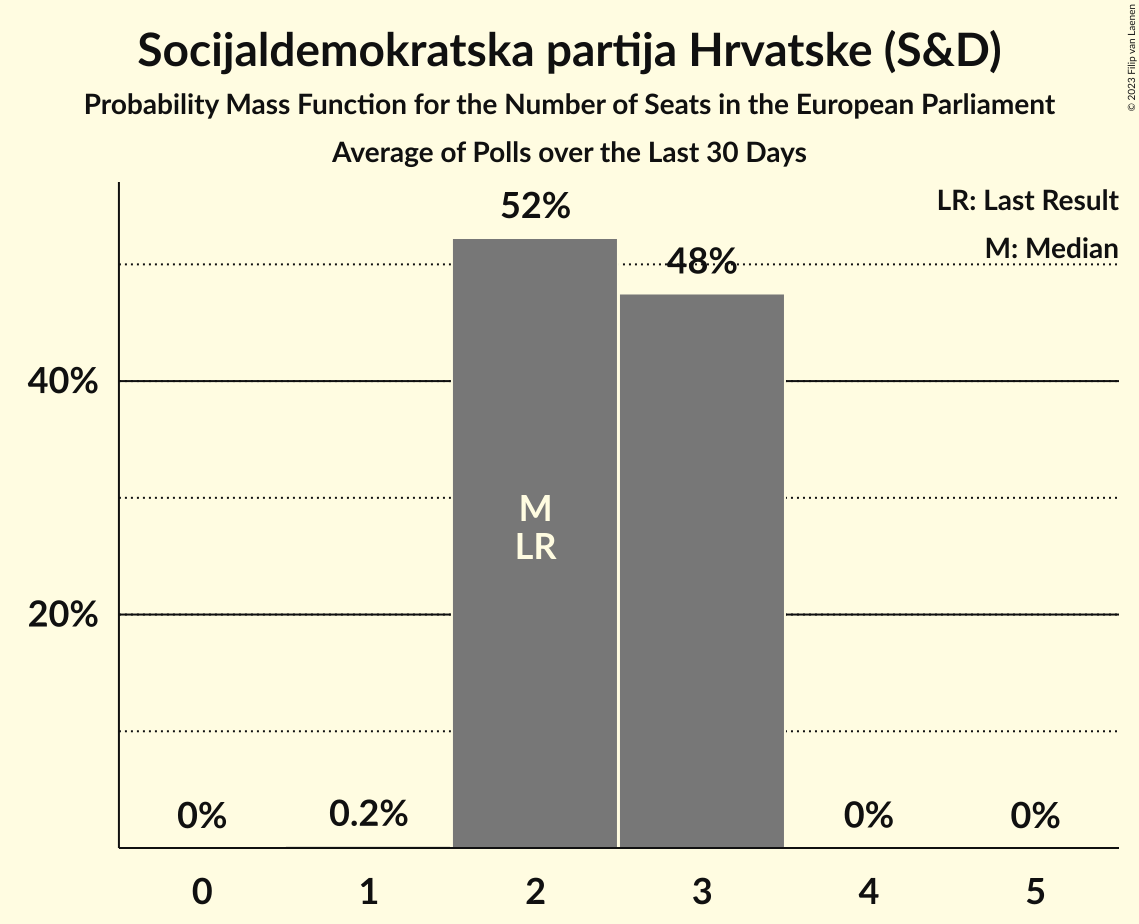 Socijaldemokratska partija Hrvatske (S&D)
Probability Mass Function for the Number of Seats in the European Parliament
Average of Polls over the Last 30 Days
© 2023 Filip van Laenen
LR: Last Result
M: Median
52%
48%
40%
20%
M
LR
0%
0.2%
0%
0%
0
1
2
3
4
5